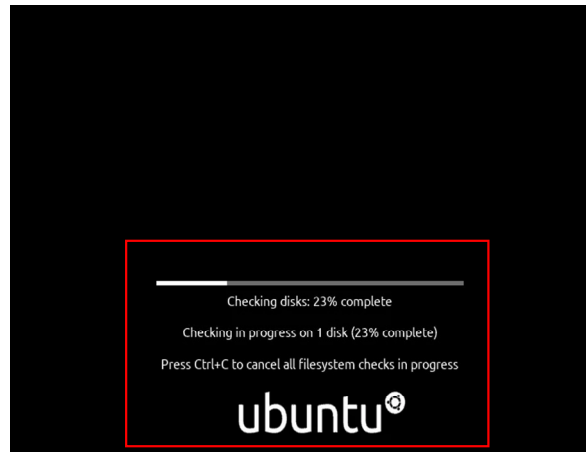 Checking disks: 23% complete
Checking in progress on 1 disk (23% complete)
Press Ctrl+C to cancel all filesystem checks in progress
ubuntu